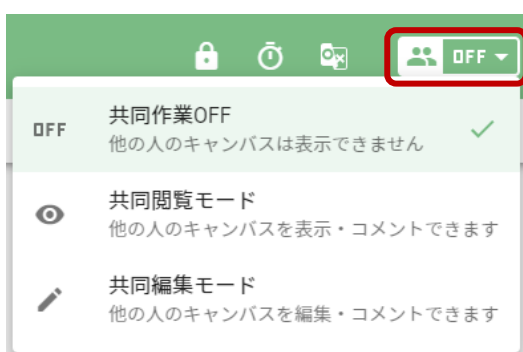 OFF
OFF
共同作業OFF
他の人のキャンバスは表示できません
共同閲覧モード
他の人のキャンバスを表示・コメントできます
共同編集モード
他の人のキャンバスを編集・コメントできます